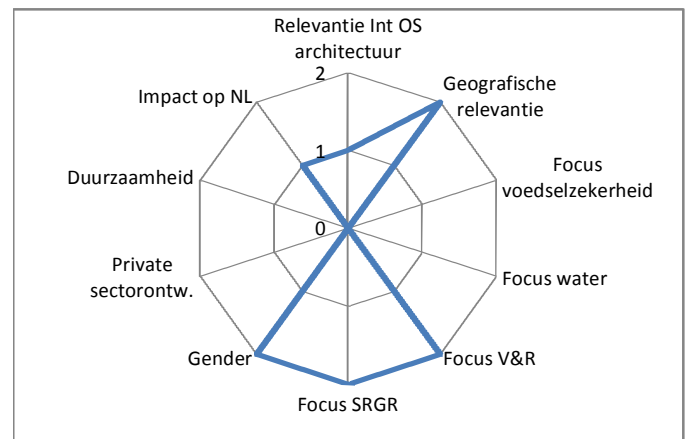 Relevantie Int OS
architectuur
2
Geografische
relevantie
Impact op NL
1
Focus
voedselzekerheid
Duurzaamheid
0
Private
sectorontw.
Focus water
Gender
Focus V&R
Focus SRGR